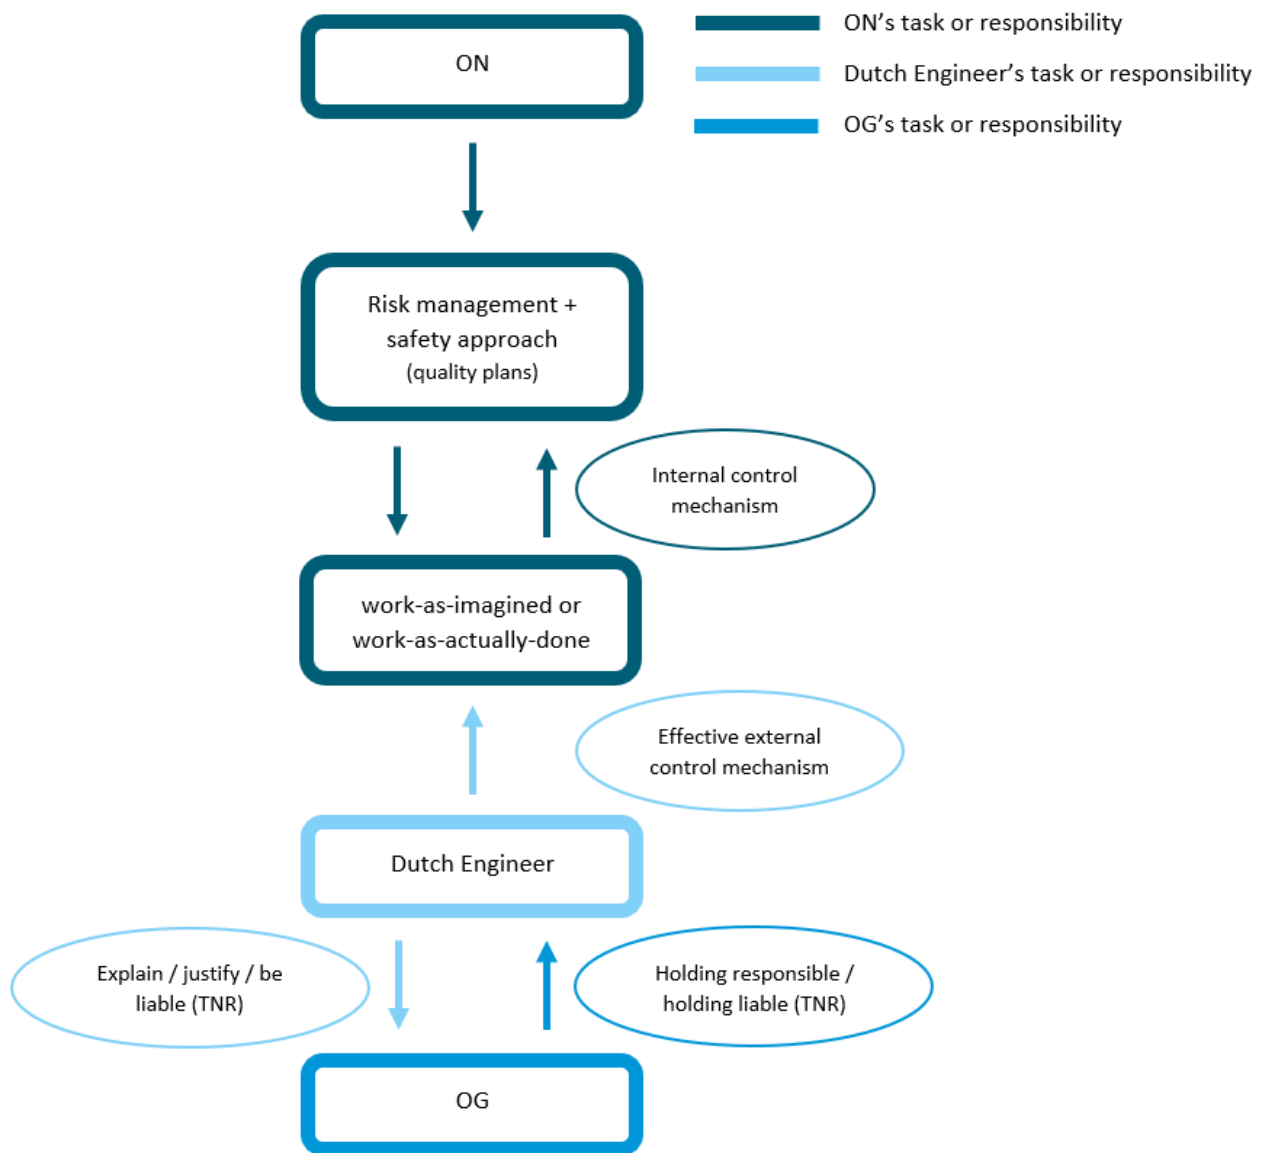 ON
ON’s task or responsibility
Dutch Engineer’s task or responsibility
OG’s task or responsibility
Risk management +
safety approach
(quality plans)
Internal control
mechanism
work-as-imagined or
work-as-actually-done
Effective external
control mechanism
Dutch Engineer
Explain / justify / be
liable (TNR)
Holding responsible /
holding liable (TNR)
OG